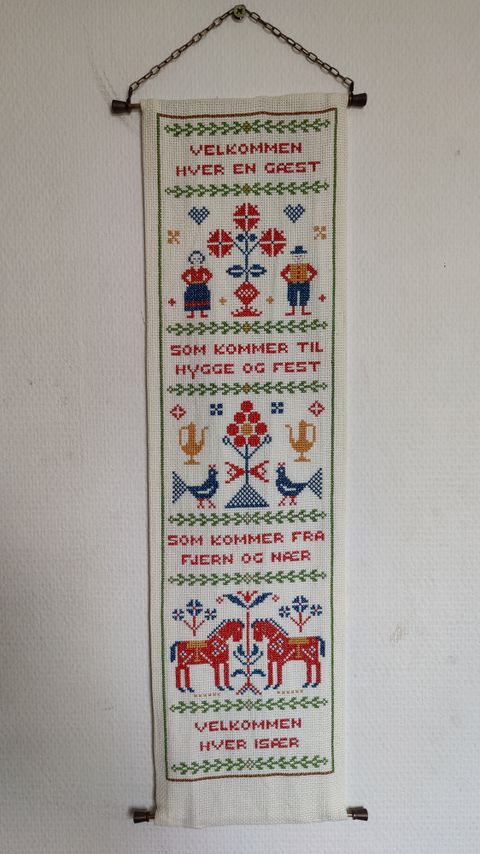 VELKOMMEN
HVER EN GÆST
SOM KOMMER TIL
HYGGE OG FEST
SOM KOMMER FRA
FJERN OG NÆR
VELKOMMEN
HVER ISÆR